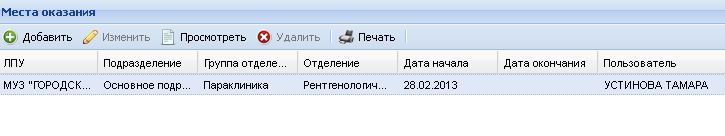 Места оказания
Добавить Изменить Просмотреть Удалить Печать
ЛПУ Подразделение Группа отделе... Отделение Дата начала Дата окончания Пользователь
МУЗ "ГОРОДСК... Основное подр... Параклиника Рентгенологич... 28.02.2013 УСТИНОВА ТАМАРА